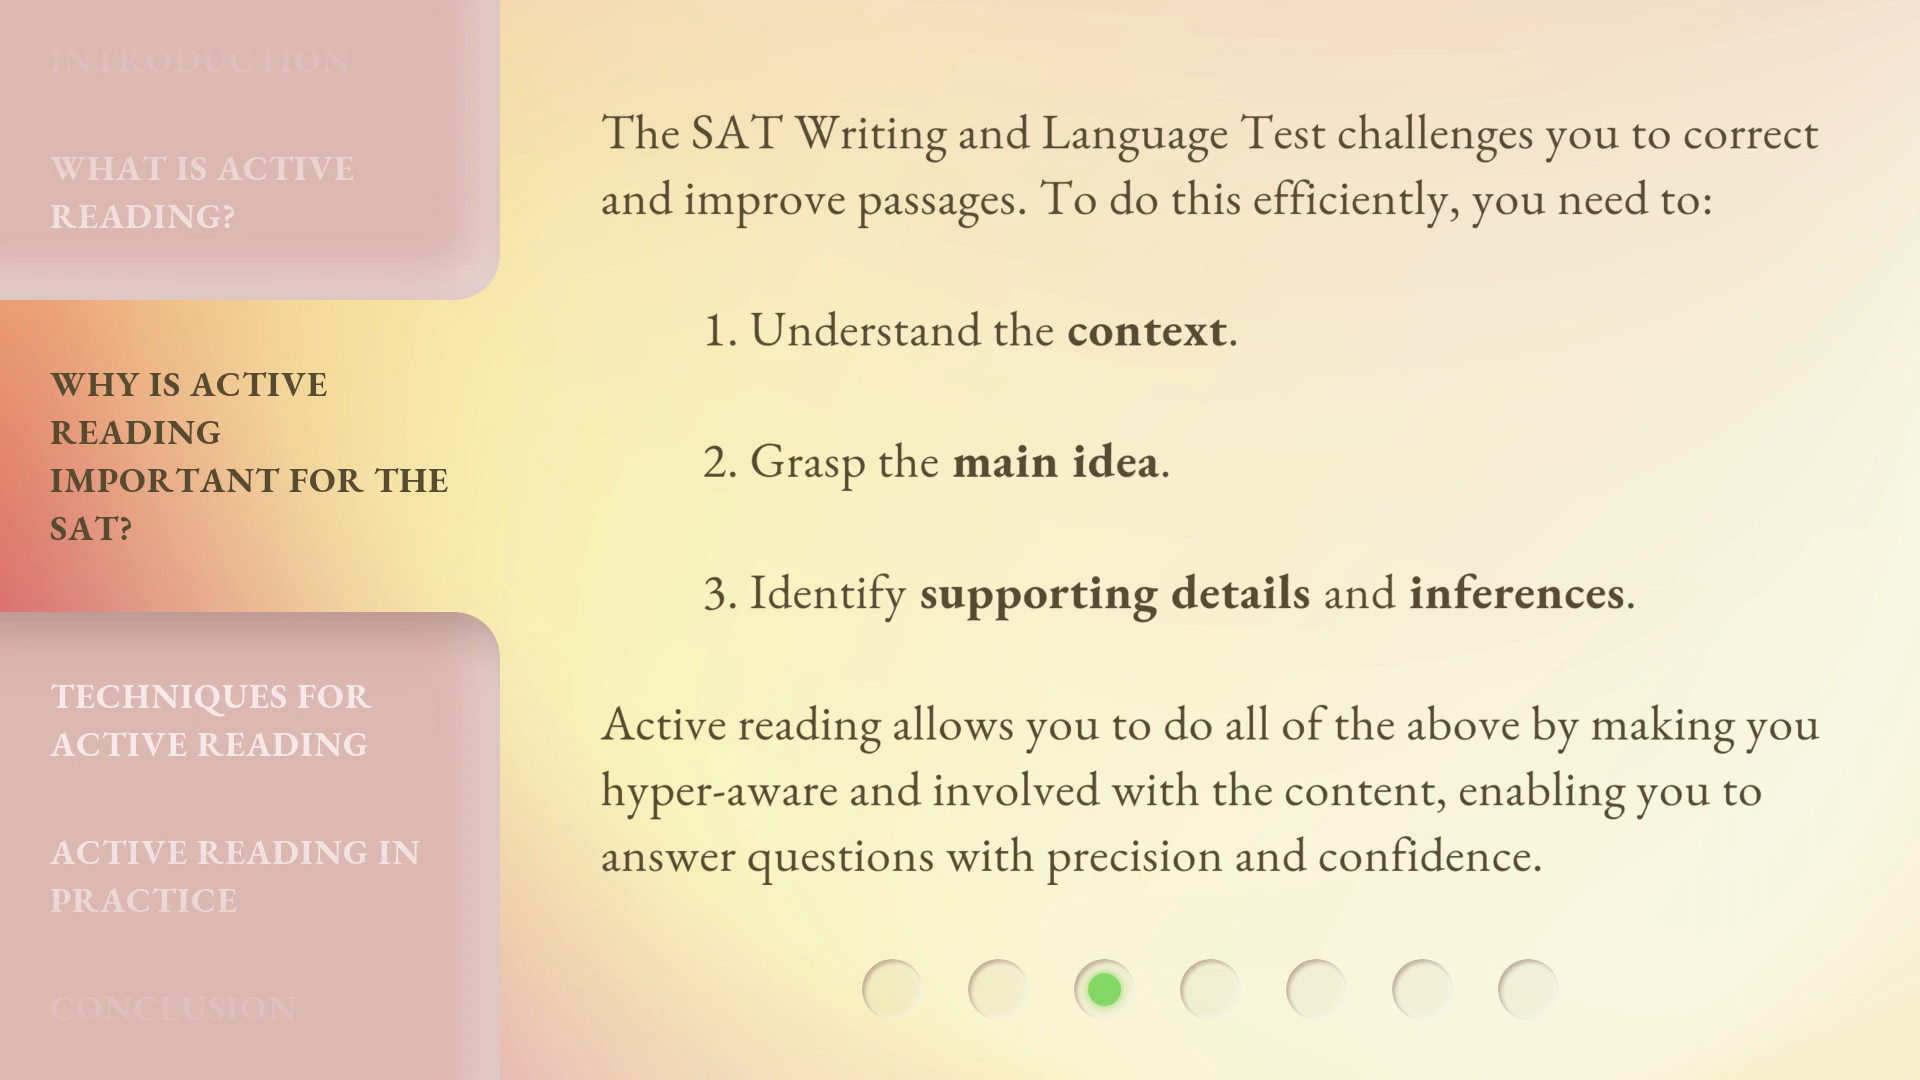 INTRODUCTION
WHAT IS ACTIVE
READING?
WHY IS ACTIVE
READING
IMPORTANT FOR THE
SAT?
TECHNIQUES FOR
ACTIVE READING
ACTIVE READING IN
PRACTICE
CONCLUSION
The SAT Writing and Language Test challenges you to correct
and improve passages. To do this efficiently, you need to:
1. Understand the context.
2. Grasp the main idea.
3. Identify supporting details and inferences.
Active reading allows you to do all of the above by making you
hyper-aware and involved with the content, enabling you to
answer questions with precision and confidence.